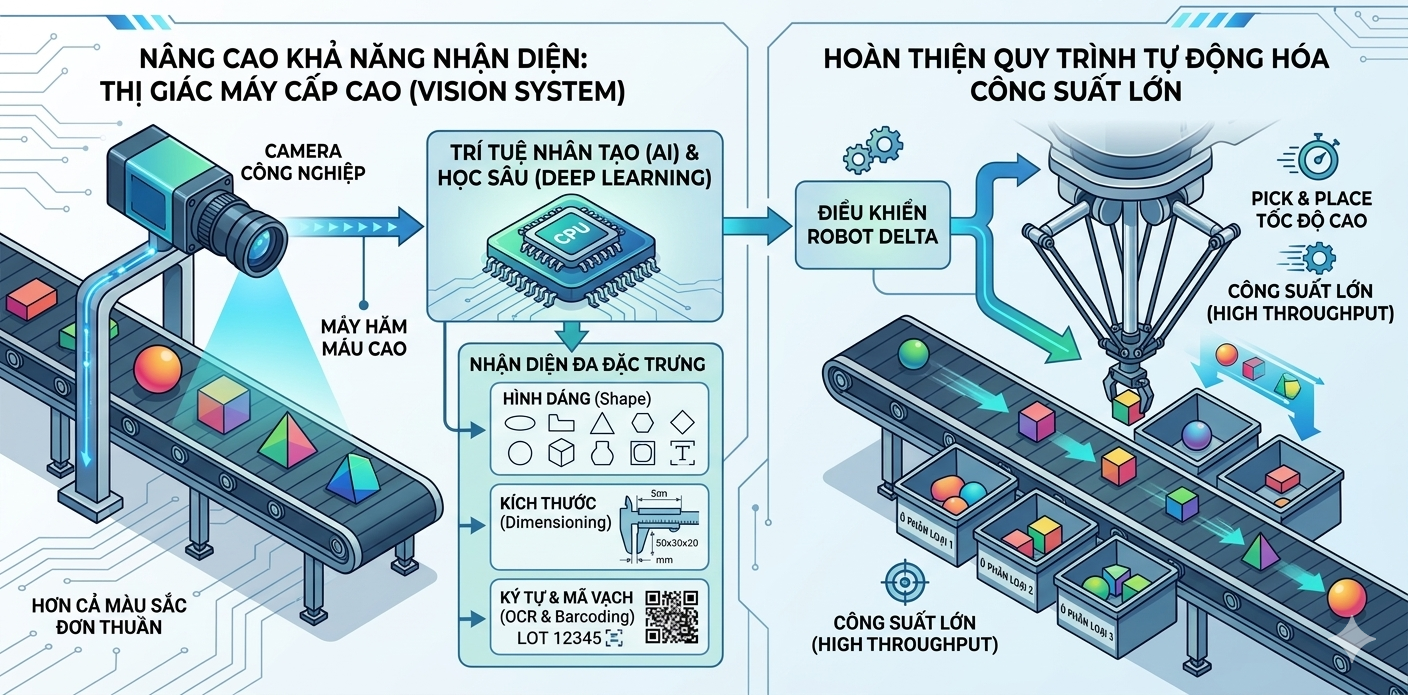 NÂNG CAO KHẢ NĂNG NHẬN DIỆN:
THỊ GIÁC MÁY CẤP CAO (VISION SYSTEM)
CAMERA
CÔNG NGHIỆP
MẢY HĂM
MÁU CAO
HƠN CẢ MÀU SẮC
ĐƠN THUẦN
TRÍ TUỆ NHÂN TẠO (AI) &
HỌC SÂU (DEEP LEARNING)
CPU
NHẬN DIỆN ĐA ĐẶC TRƯNG
HÌNH DÁNG (Shape)
T
KÍCH THƯỚC
(Dimensioning)
50x30x20
mm
KÝ TỰ & MÃ VẠCH
(OCR & Barcoding)
LOT 12345
HOÀN THIỆN QUY TRÌNH TỰ ĐỘNG HÓA
CÔNG SUẤT LỚN
ĐIỀU KHIỂN
ROBOT DELTA
PICK & PLACE
TỐC ĐỘ CAO
CÔNG SUẤT LỚN
(HIGH THROUGHPUT)
LOẠI 1
Ô PHÂN LOẠI 2
Ô PHÂN LOẠI 3
CÔNG SUẤT LỚN
(HIGH THROUGHPUT)